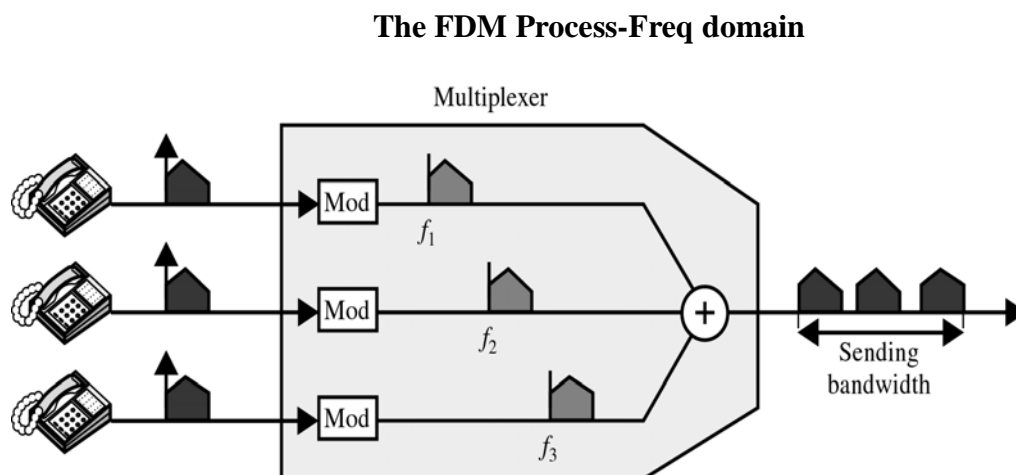 The FDM Process-Freq domain
Multiplexer
Mod
f1
Mod
f2
+
Mod
f3
Sending
bandwidth